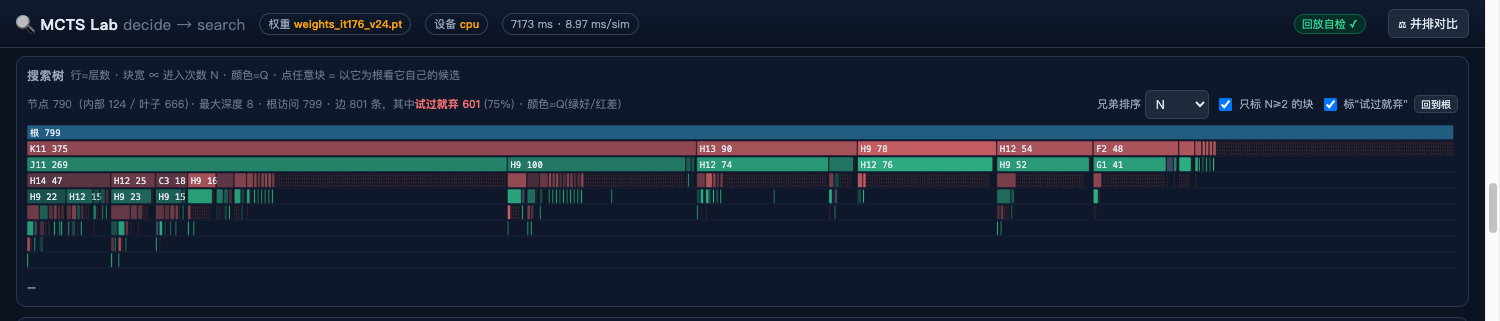 MCTS Lab decide → search 权重 weights_it176_v24.pt 设备 cpu 7173 ms · 8.97 ms/sim 回放自检 ✓ ⚖ 并排对比
搜索树 行=层数 · 块宽 ∝ 进入次数 N · 颜色=Q · 点任意块 = 以它为根看它自己的候选
节点 790（内部 124 / 叶子 666）· 最大深度 8 · 根访问 799 · 边 801 条，其中试过就弃 601 (75%) · 颜色=Q(绿好/红差) 兄弟排序 N 只标 N≥2 的块 标"试过就弃" 回到根
根 799
K11 375 H13 90 H9 78 H12 54 F2 48
J11 269 H9 100 H12 74 H12 76 H9 52 G1 41
H14 47 H12 25 C3 18 H9 16
H9 22 H12 15 H9 23 H9 15
—